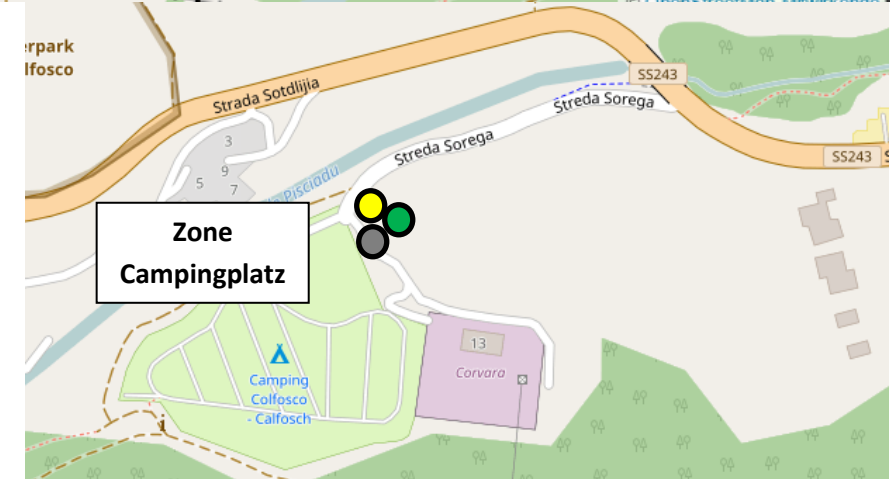 erpark
lfosco
Strada Sotdlijia
SS243
Streda Sorega
Streda Sorega
SS243
S
3
9
5
7
Pisciadu
Zone
Campingplatz
13
Corvara
Camping
Colfosco
- Calfosch